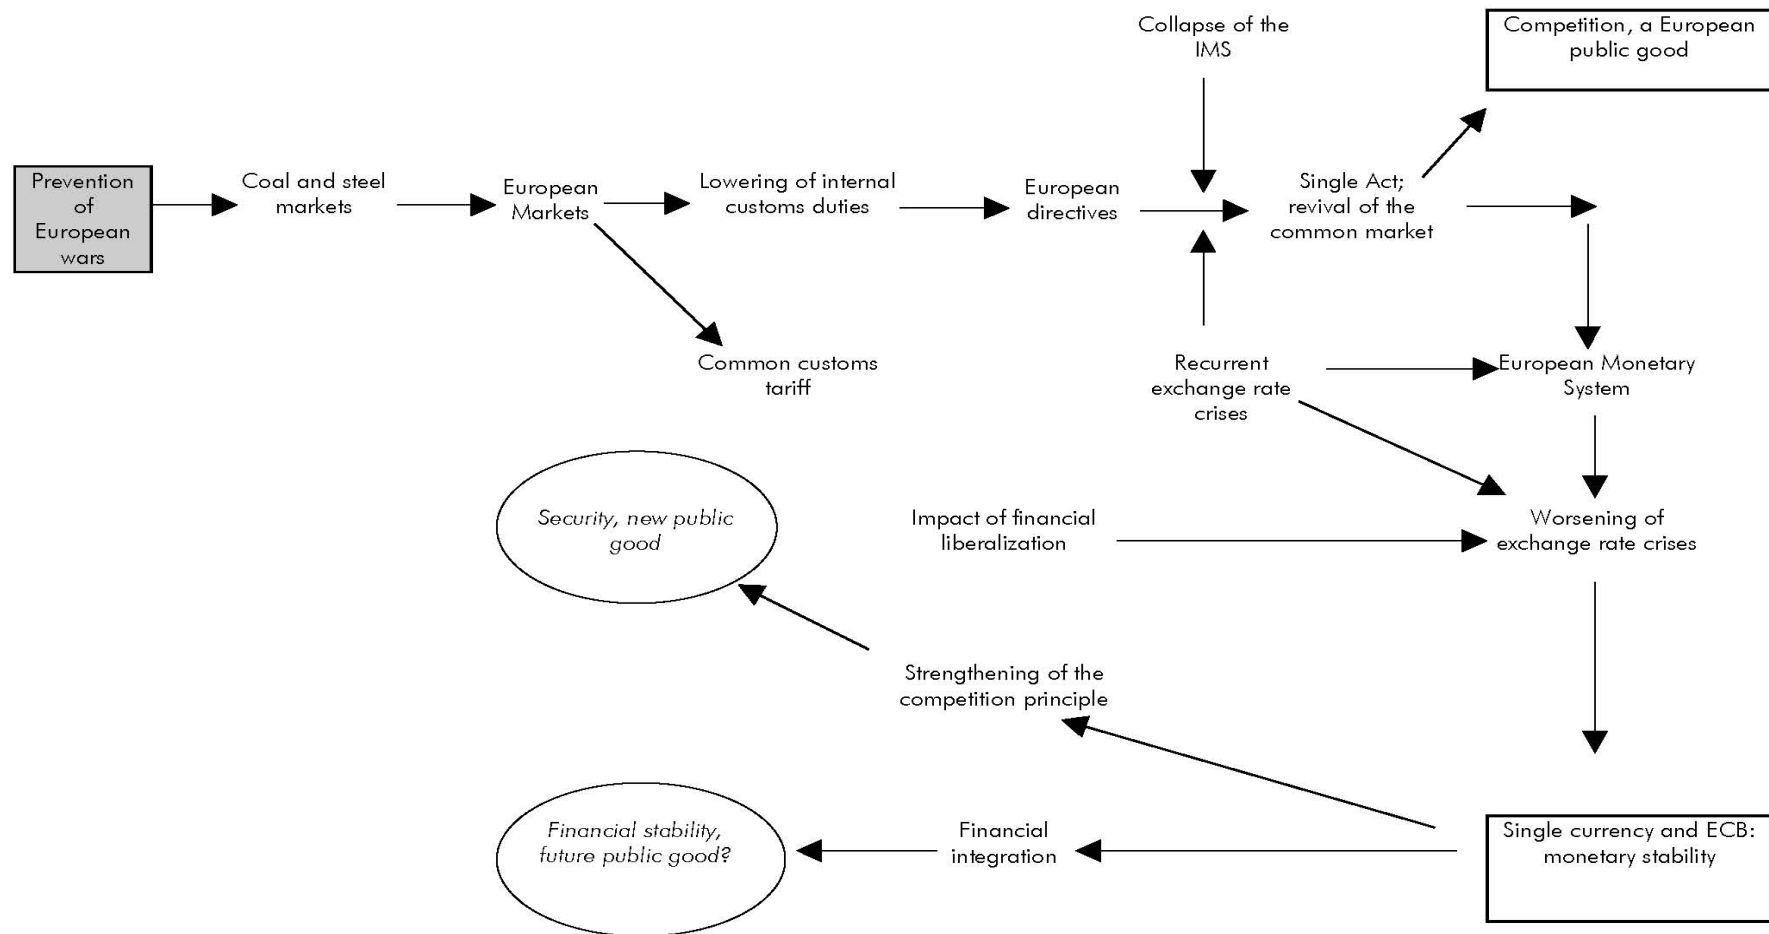 Collapse of the
IMS
Competition, a European
public good
Prevention
of
European
wars
Coal and steel
markets
European
Markets
Lowering of internal
customs duties
European
directives
Single Act;
revival of the
common market
Common customs
tariff
Recurrent
exchange rate
crises
European Monetary
System
Security, new public
good
Impact of financial
liberalization
Worsening of
exchange rate crises
Strengthening of the
competition principle
Financial stability,
future public good?
Financial
integration
Single currency and ECB:
monetary stability